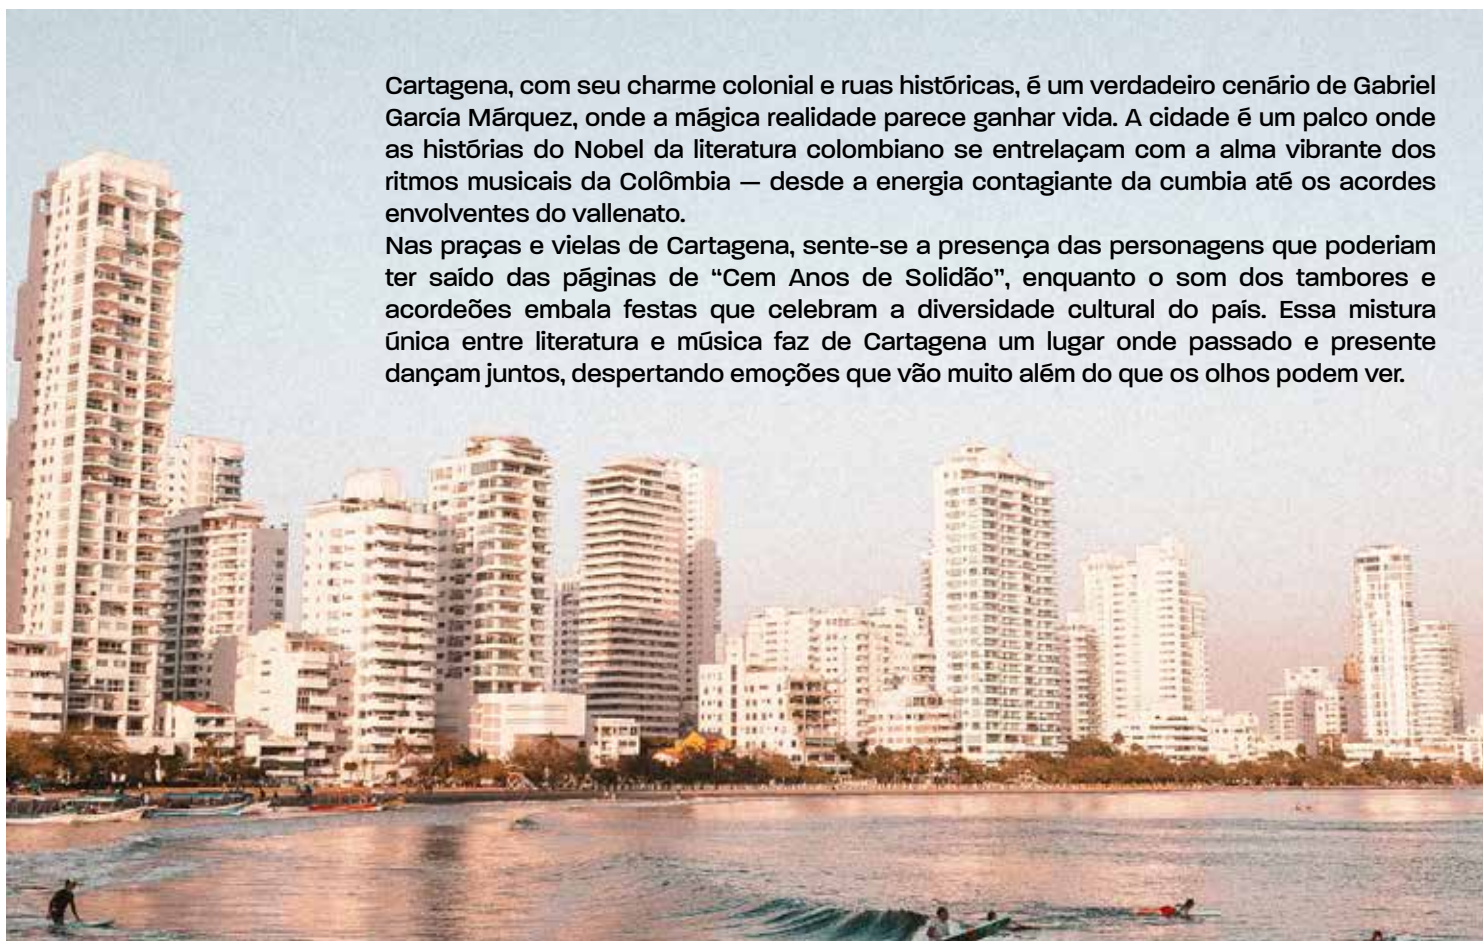 Cartagena, com seu charme colonial e ruas históricas, é um verdadeiro cenário de Gabriel
García Márquez, onde a mágica realidade parece ganhar vida. A cidade é um palco onde
as histórias do Nobel da literatura colombiano se entrelaçam com a alma vibrante dos
ritmos musicais da Colômbia — desde a energia contagiante da cumbia até os acordes
envolventes do vallenato.
Nas praças e vielas de Cartagena, sente-se a presença das personagens que poderiam
ter saído das páginas de “Cem Anos de Solidão”, enquanto o som dos tambores e
acordeões embala festas que celebram a diversidade cultural do país. Essa mistura
única entre literatura e música faz de Cartagena um lugar onde passado e presente
dançam juntos, despertando emoções que vão muito além do que os olhos podem ver.